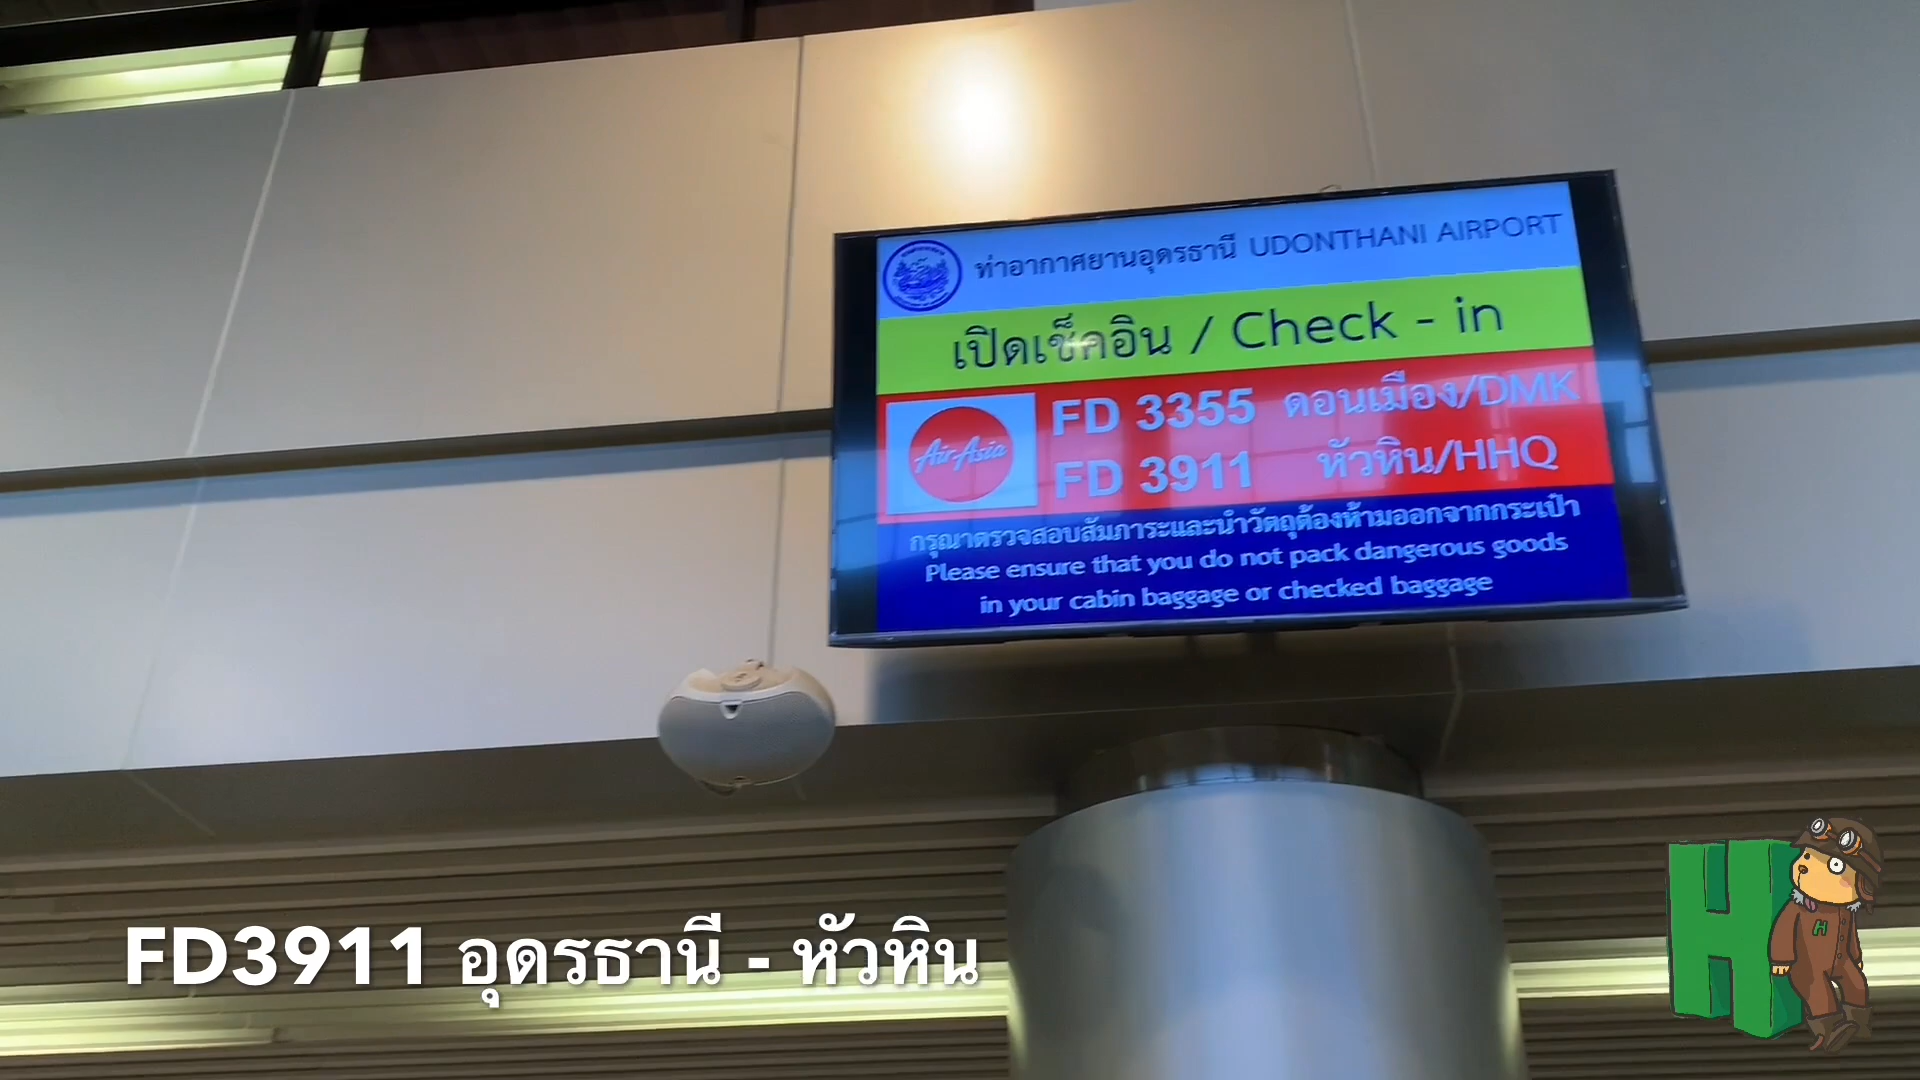 ท่าอากาศยานอุดรธานี UDONTHANI AIRPORT
เปิดเช็คอิน / Check - in
AirAsia
FD 3355 ดอนเมือง/DMK
FD 3911 หัวหิน/HHQ
กรุณาตรวจสอบสัมภาระและนำวัตถุต้องห้ามออกจากกระเป๋า
Please ensure that you do not pack dangerous goods
in your cabin baggage or checked baggage
FD3911 อุดรธานี - หัวหิน
H
H